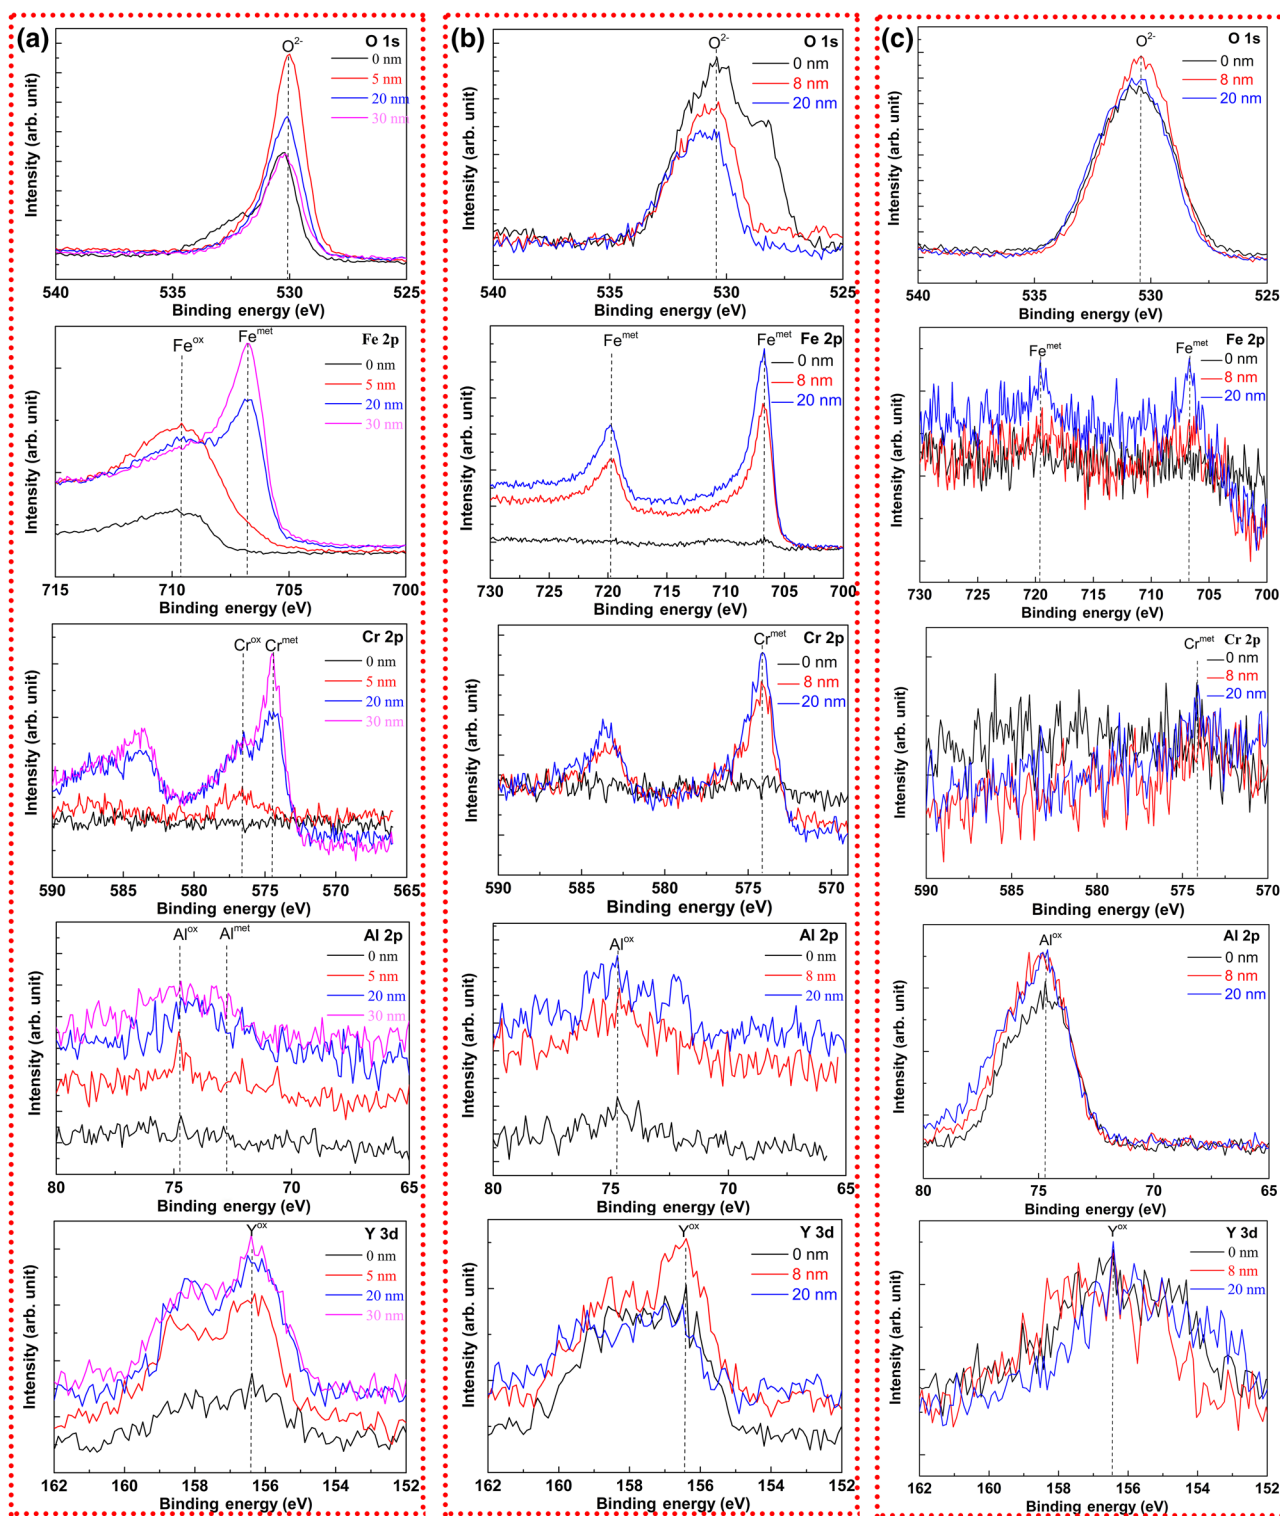 (a)
O 1s
O2-
0 nm
5 nm
20 nm
30 nm
Intensity (arb. unit)
540 535 530 525
Binding energy (eV)
Fe 2p
Feox
Femet
0 nm
5 nm
20 nm
30 nm
Intensity (arb. unit)
715 710 705 700
Binding energy (eV)
Cr 2p
Crox
Crmet
0 nm
5 nm
20 nm
30 nm
Intensity (arb. unit)
590 585 580 575 570 565
Binding energy (eV)
Al 2p
Alox
Almet
0 nm
5 nm
20 nm
30 nm
Intensity (arb. unit)
80 75 70 65
Binding energy (eV)
Y 3d
Yox
0 nm
5 nm
20 nm
30 nm
Intensity (arb. unit)
162 160 158 156 154 152
Binding energy (eV)
(b)
O 1s
O2-
0 nm
8 nm
20 nm
Intensity (arb. unit)
540 535 530 525
Binding energy (eV)
Fe 2p
Femet
Femet
0 nm
8 nm
20 nm
Intensity (arb. unit)
730 725 720 715 710 705 700
Binding energy (eV)
Cr 2p
Crmet
0 nm
8 nm
20 nm
Intensity (arb. unit)
590 585 580 575 570
Binding energy (eV)
Al 2p
Alox
0 nm
8 nm
20 nm
Intensity (arb. unit)
80 75 70 65
Binding energy (eV)
Y 3d
Yox
0 nm
8 nm
20 nm
Intensity (arb. unit)
162 160 158 156 154 152
Binding energy (eV)
(c)
O 1s
O2-
0 nm
8 nm
20 nm
Intensity (arb. unit)
540 535 530 525
Binding energy (eV)
Fe 2p
Femet
Femet
0 nm
8 nm
20 nm
Intensity (arb. unit)
730 725 720 715 710 705 700
Binding energy (eV)
Cr 2p
Crmet
0 nm
8 nm
20 nm
Intensity (arb. unit)
590 585 580 575 570
Binding energy (eV)
Al 2p
Alox
0 nm
8 nm
20 nm
Intensity (arb. unit)
80 75 70 65
Binding energy (eV)
Y 3d
Yox
0 nm
8 nm
20 nm
Intensity (arb. unit)
162 160 158 156 154 152
Binding energy (eV)